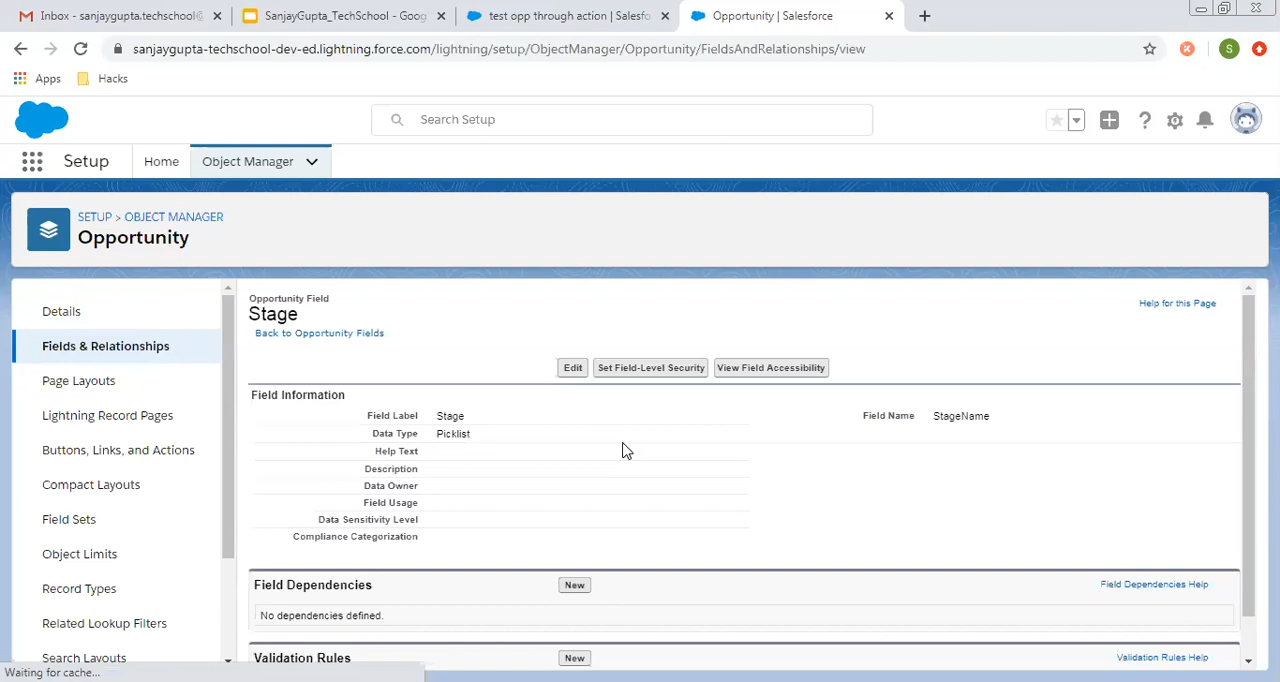 Inbox - sanjaygupta.techschool@
SanjayGupta_TechSchool - Goog
test opp through action | Salesfo
Opportunity | Salesforce
sanjaygupta-techschool-dev-ed.lightning.force.com/lightning/setup/ObjectManager/Opportunity/FieldsAndRelationships/view
S
Apps
Hacks
Search Setup
Setup
Home
Object Manager
SETUP > OBJECT MANAGER
Opportunity
Details
Fields & Relationships
Page Layouts
Lightning Record Pages
Buttons, Links, and Actions
Compact Layouts
Field Sets
Object Limits
Record Types
Related Lookup Filters
Search Layouts
Opportunity Field
Stage
Help for this Page
Back to Opportunity Fields
Edit Set Field-Level Security View Field Accessibility
Field Information
Field Label Stage Field Name StageName
Data Type Picklist
Help Text
Description
Data Owner
Field Usage
Data Sensitivity Level
Compliance Categorization
Field Dependencies New Field Dependencies Help
No dependencies defined.
Validation Rules New Validation Rules Help
Waiting for cache...